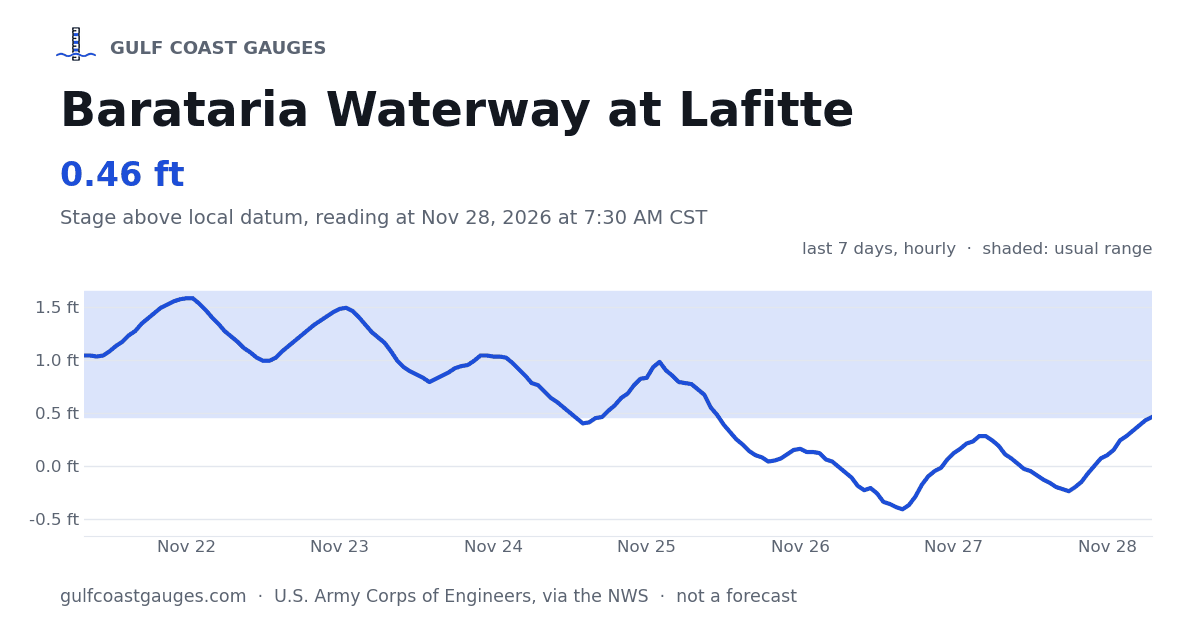 GULF COAST GAUGES
Barataria Waterway at Lafitte
0.46 ft
Stage above local datum, reading at Nov 28, 2026 at 7:30 AM CST
last 7 days, hourly · shaded: usual range
1.5 ft
1.0 ft
0.5 ft
0.0 ft
-0.5 ft
Nov 22 Nov 23 Nov 24 Nov 25 Nov 26 Nov 27 Nov 28
gulfcoastgauges.com · U.S. Army Corps of Engineers, via the NWS · not a forecast